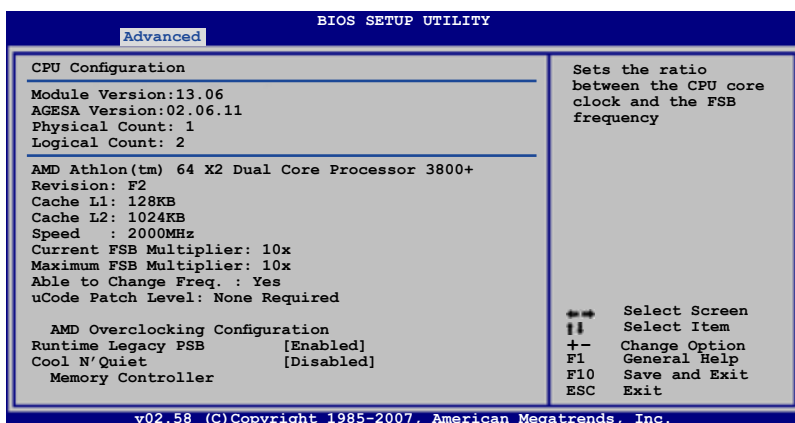 BIOS SETUP UTILITY
Advanced
CPU Configuration
Module Version:13.06
AGESA Version:02.06.11
Physical Count: 1
Logical Count: 2
AMD Athlon(tm) 64 X2 Dual Core Processor 3800+
Revision: F2
Cache L1: 128KB
Cache L2: 1024KB
Speed : 2000MHz
Current FSB Multiplier: 10x
Maximum FSB Multiplier: 10x
Able to Change Freq. : Yes
uCode Patch Level: None Required
AMD Overclocking Configuration
Runtime Legacy PSB [Enabled]
Cool N'Quiet [Disabled]
Memory Controller
Sets the ratio
between the CPU core
clock and the FSB
frequency
Select Screen
Select Item
+- Change Option
F1 General Help
F10 Save and Exit
ESC Exit
v02.58 (C)Copyright 1985-2007, American Megatrends, Inc.